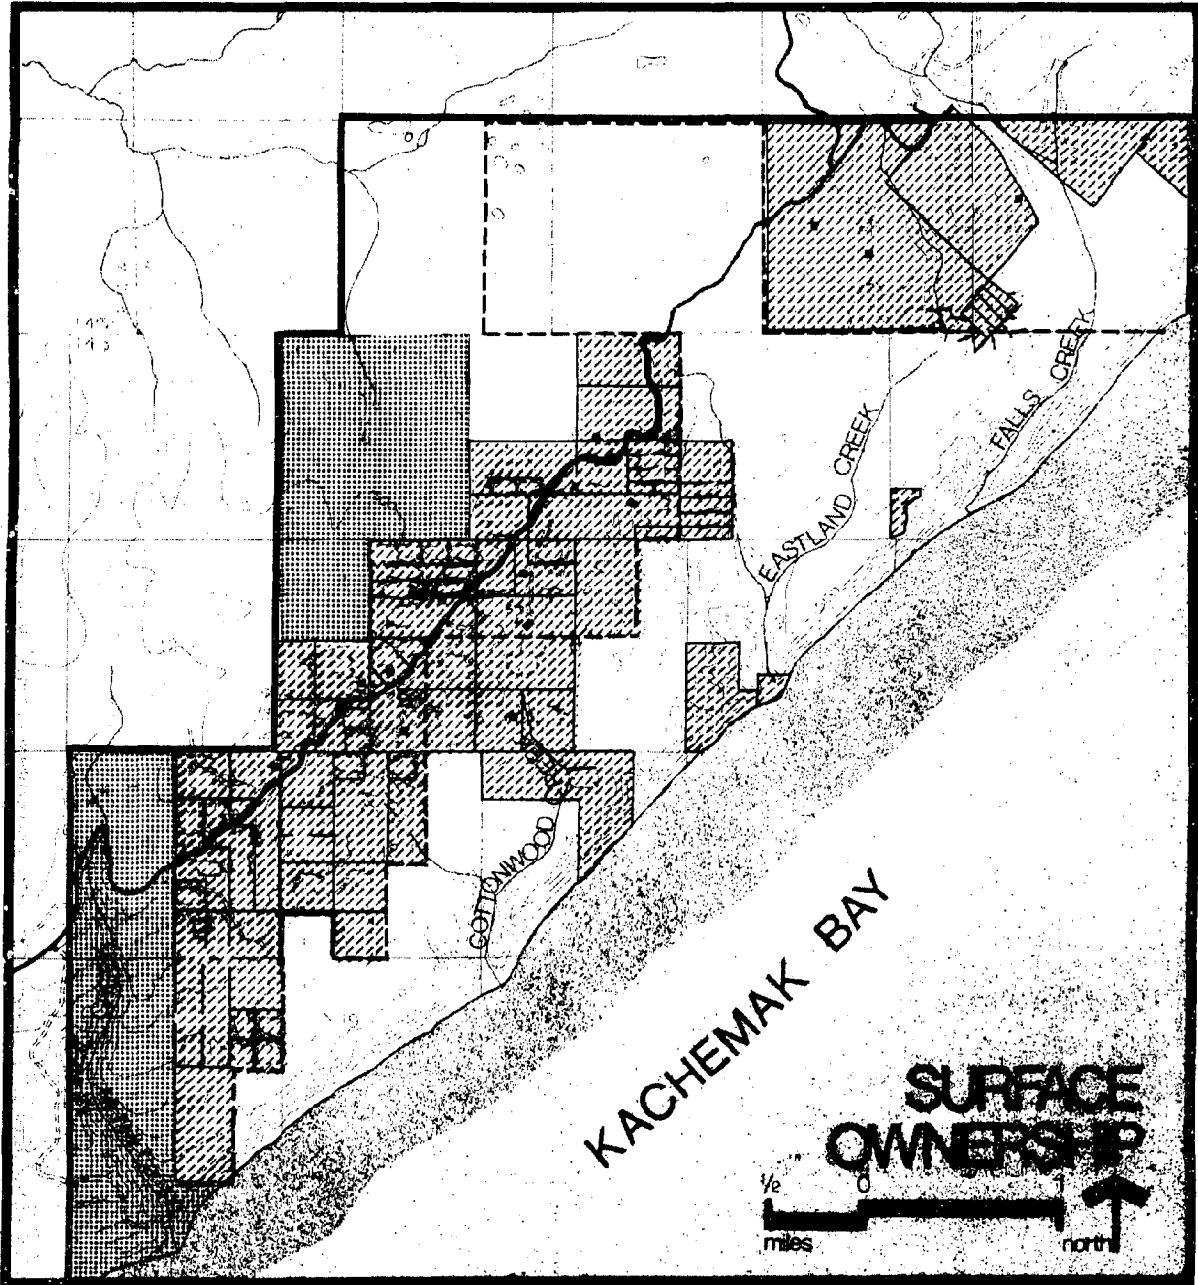 FALLS CREEK
EASTLAND CREEK
COTTONWOOD
KACHEMAK BAY
SURFACE
OWNERSHIP
1/2 0 1
miles north